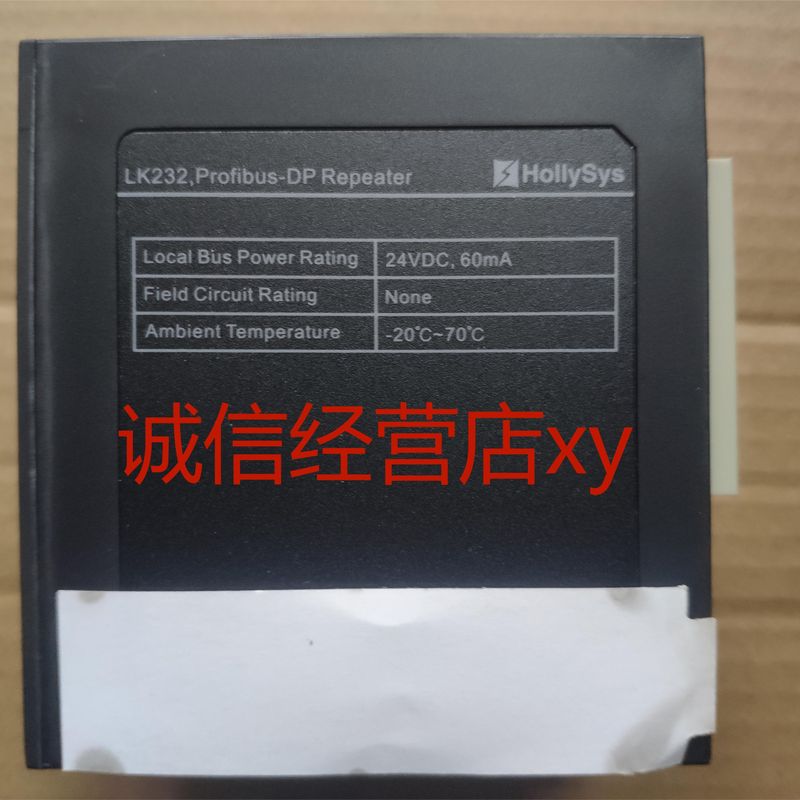 LK232,Profibus-DP Repeater HollySys
Local Bus Power Rating 24VDC, 60mA
Field Circuit Rating None
Ambient Temperature -20℃~70℃
诚信经营店xy